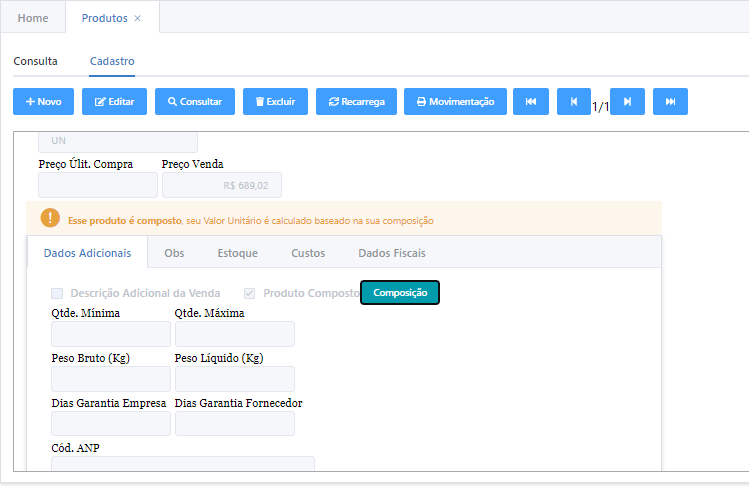 Home Produtos ×
Consulta Cadastro
Novo Editar Consultar Excluir Recarrega Movimentação 1/1
UN
Preço Úlit. Compra Preço Venda
R$ 689,02
! Esse produto é composto, seu Valor Unitário é calculado baseado na sua composição
Dados Adicionais Obs Estoque Custos Dados Fiscais
Descrição Adicional da Venda Produto Composto Composição
Qtde. Mínima Qtde. Máxima
Peso Bruto (Kg) Peso Líquido (Kg)
Dias Garantia Empresa Dias Garantia Fornecedor
Cód. ANP